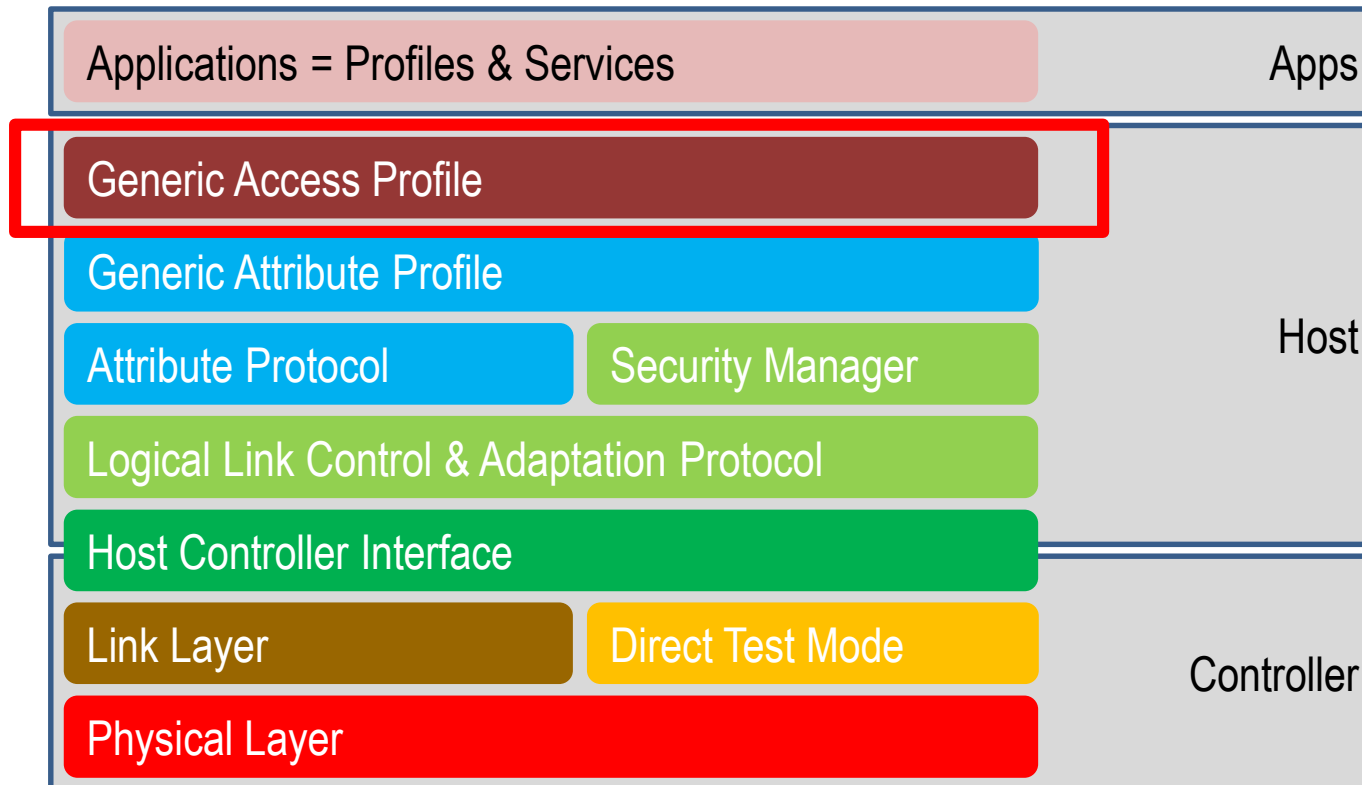 Applications = Profiles & Services
Apps
Generic Access Profile
Generic Attribute Profile
Host
Attribute Protocol
Security Manager
Logical Link Control & Adaptation Protocol
Host Controller Interface
Link Layer
Direct Test Mode
Controller
Physical Layer